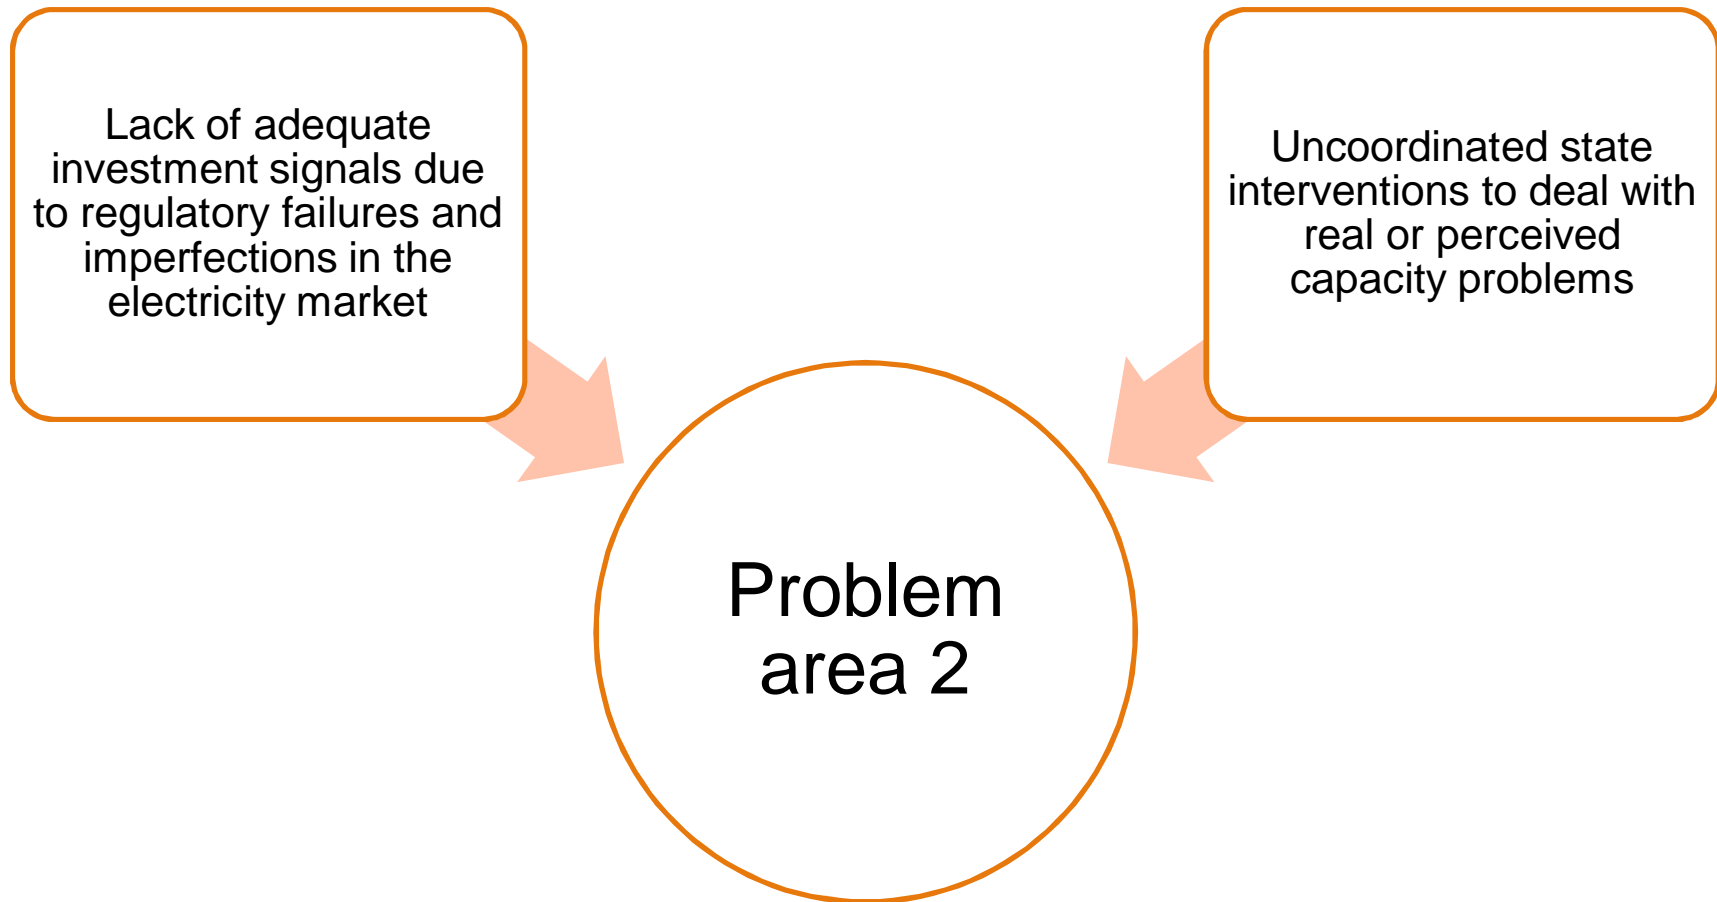 Lack of adequate
investment signals due
to regulatory failures and
imperfections in the
electricity market
Uncoordinated state
interventions to deal with
real or perceived
capacity problems
Problem
area 2